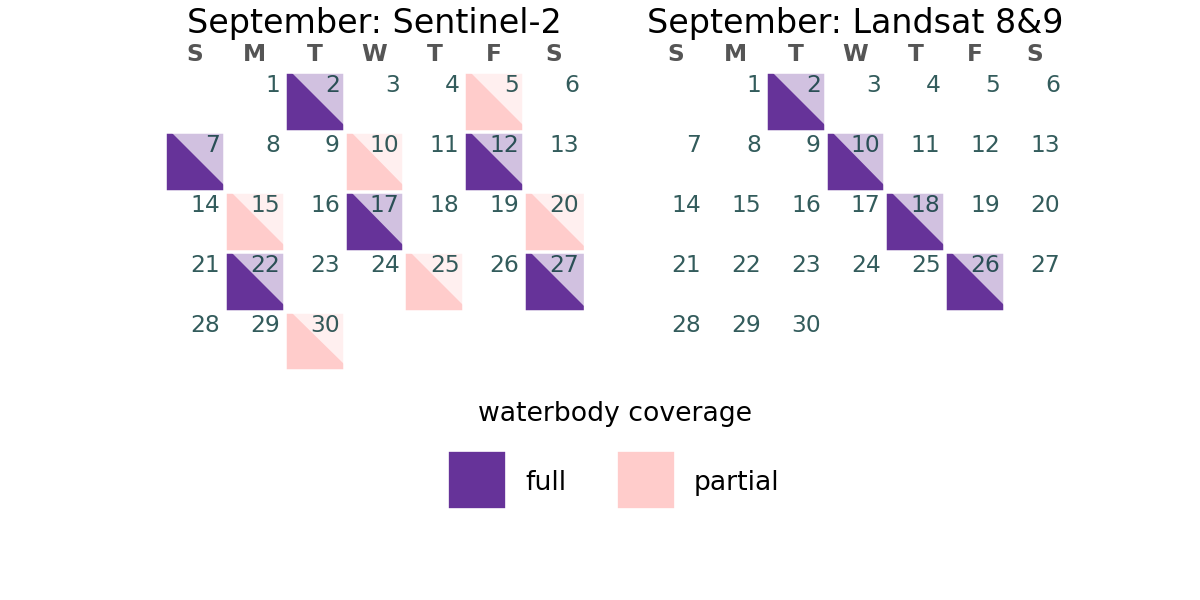 September: Sentinel-2
S M T W T F S
1 2 3 4 5 6
7 8 9 10 11 12 13
14 15 16 17 18 19 20
21 22 23 24 25 26 27
28 29 30
September: Landsat 8&9
S M T W T F S
1 2 3 4 5 6
7 8 9 10 11 12 13
14 15 16 17 18 19 20
21 22 23 24 25 26 27
28 29 30
waterbody coverage
full partial